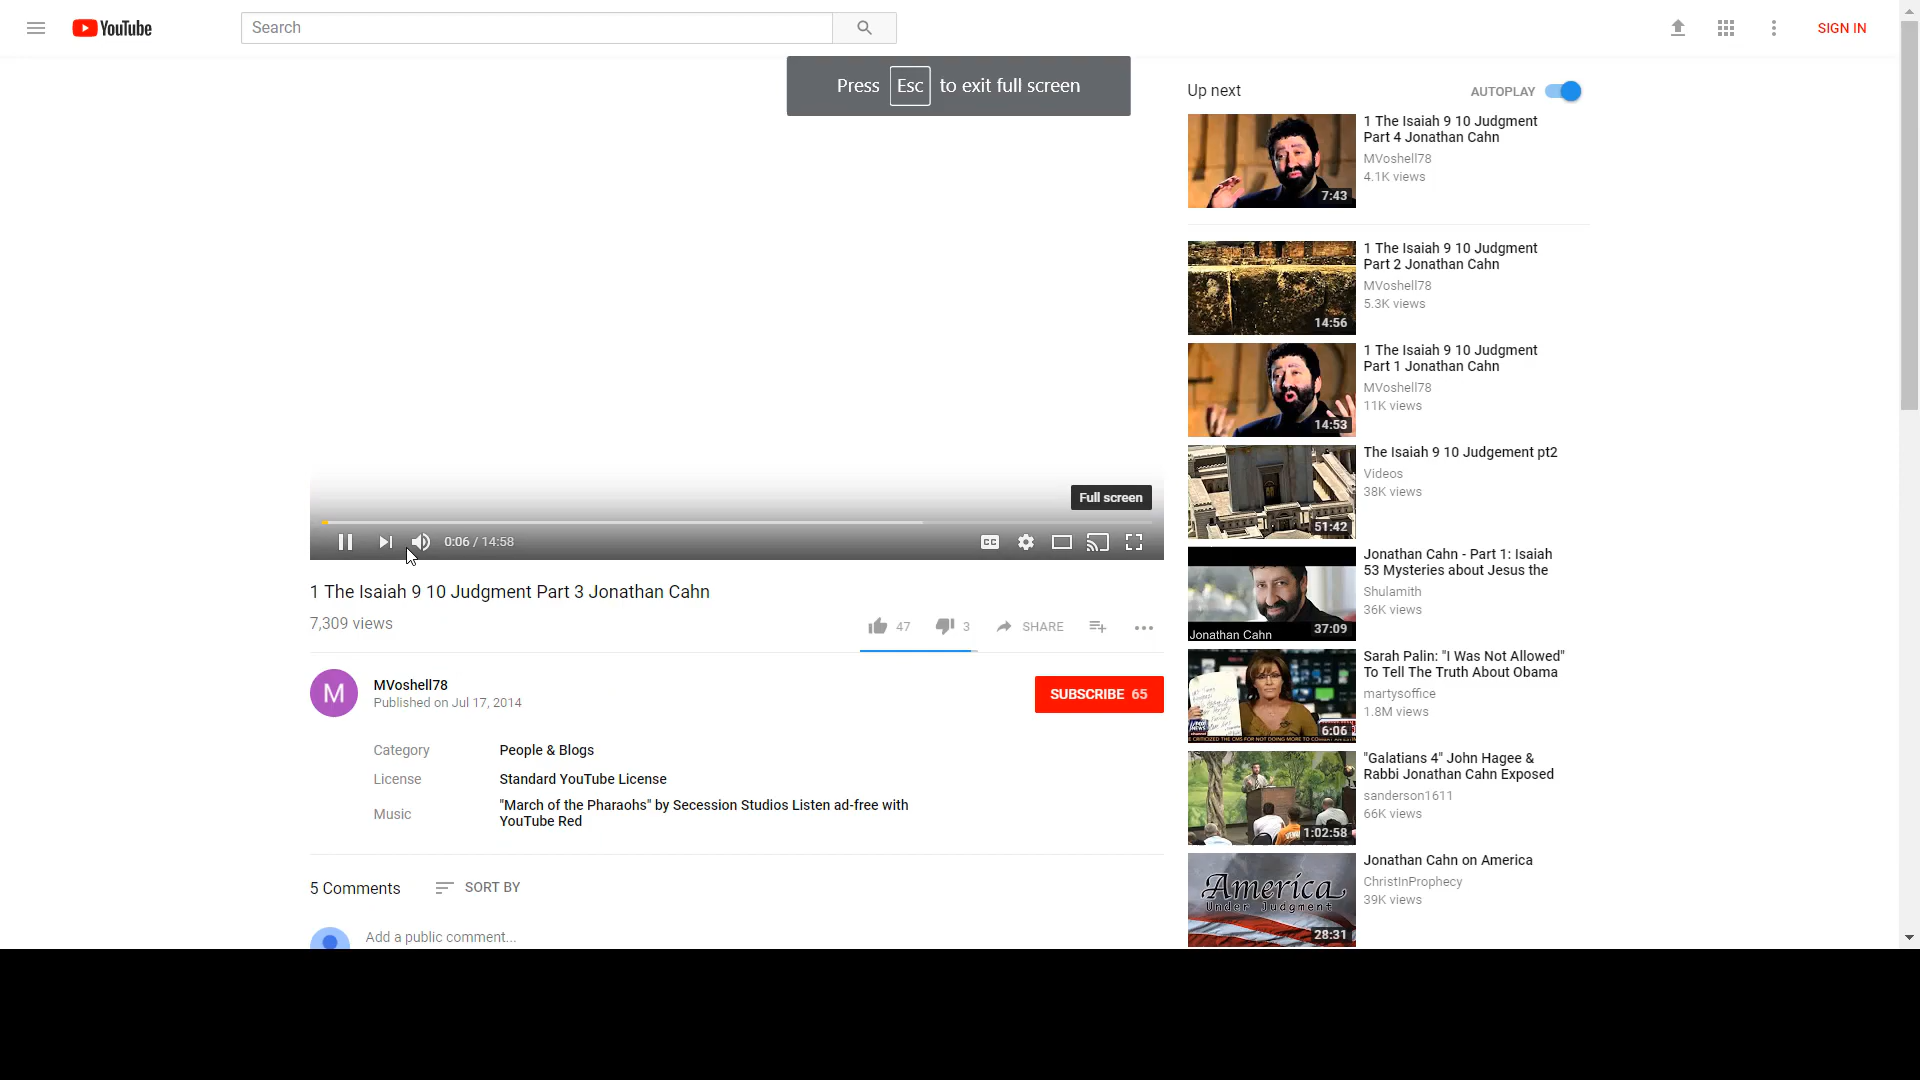 YouTube
Search
SIGN IN
Press Esc to exit full screen
Up next
AUTOPLAY
1 The Isaiah 9 10 Judgment
Part 4 Jonathan Cahn
MVoshell78
4.1K views
7:43
1 The Isaiah 9 10 Judgment
Part 2 Jonathan Cahn
MVoshell78
5.3K views
14:56
1 The Isaiah 9 10 Judgment
Part 1 Jonathan Cahn
MVoshell78
11K views
14:53
The Isaiah 9 10 Judgement pt2
Videos
38K views
51:42
Jonathan Cahn - Part 1: Isaiah
53 Mysteries about Jesus the
Shulamith
36K views
Jonathan Cahn
37:09
Sarah Palin: "I Was Not Allowed"
To Tell The Truth About Obama
martysoffice
1.8M views
6:06
"Galatians 4" John Hagee &
Rabbi Jonathan Cahn Exposed
sanderson1611
66K views
1:02:58
Jonathan Cahn on America
ChristInProphecy
39K views
America
Under Judgment
28:31
Full screen
0:06 / 14:58
CC
1 The Isaiah 9 10 Judgment Part 3 Jonathan Cahn
7,309 views
47
3
SHARE
M
MVoshell78
Published on Jul 17, 2014
SUBSCRIBE 65
Category People & Blogs
License Standard YouTube License
Music "March of the Pharaohs" by Secession Studios Listen ad-free with
YouTube Red
5 Comments
SORT BY
Add a public comment...